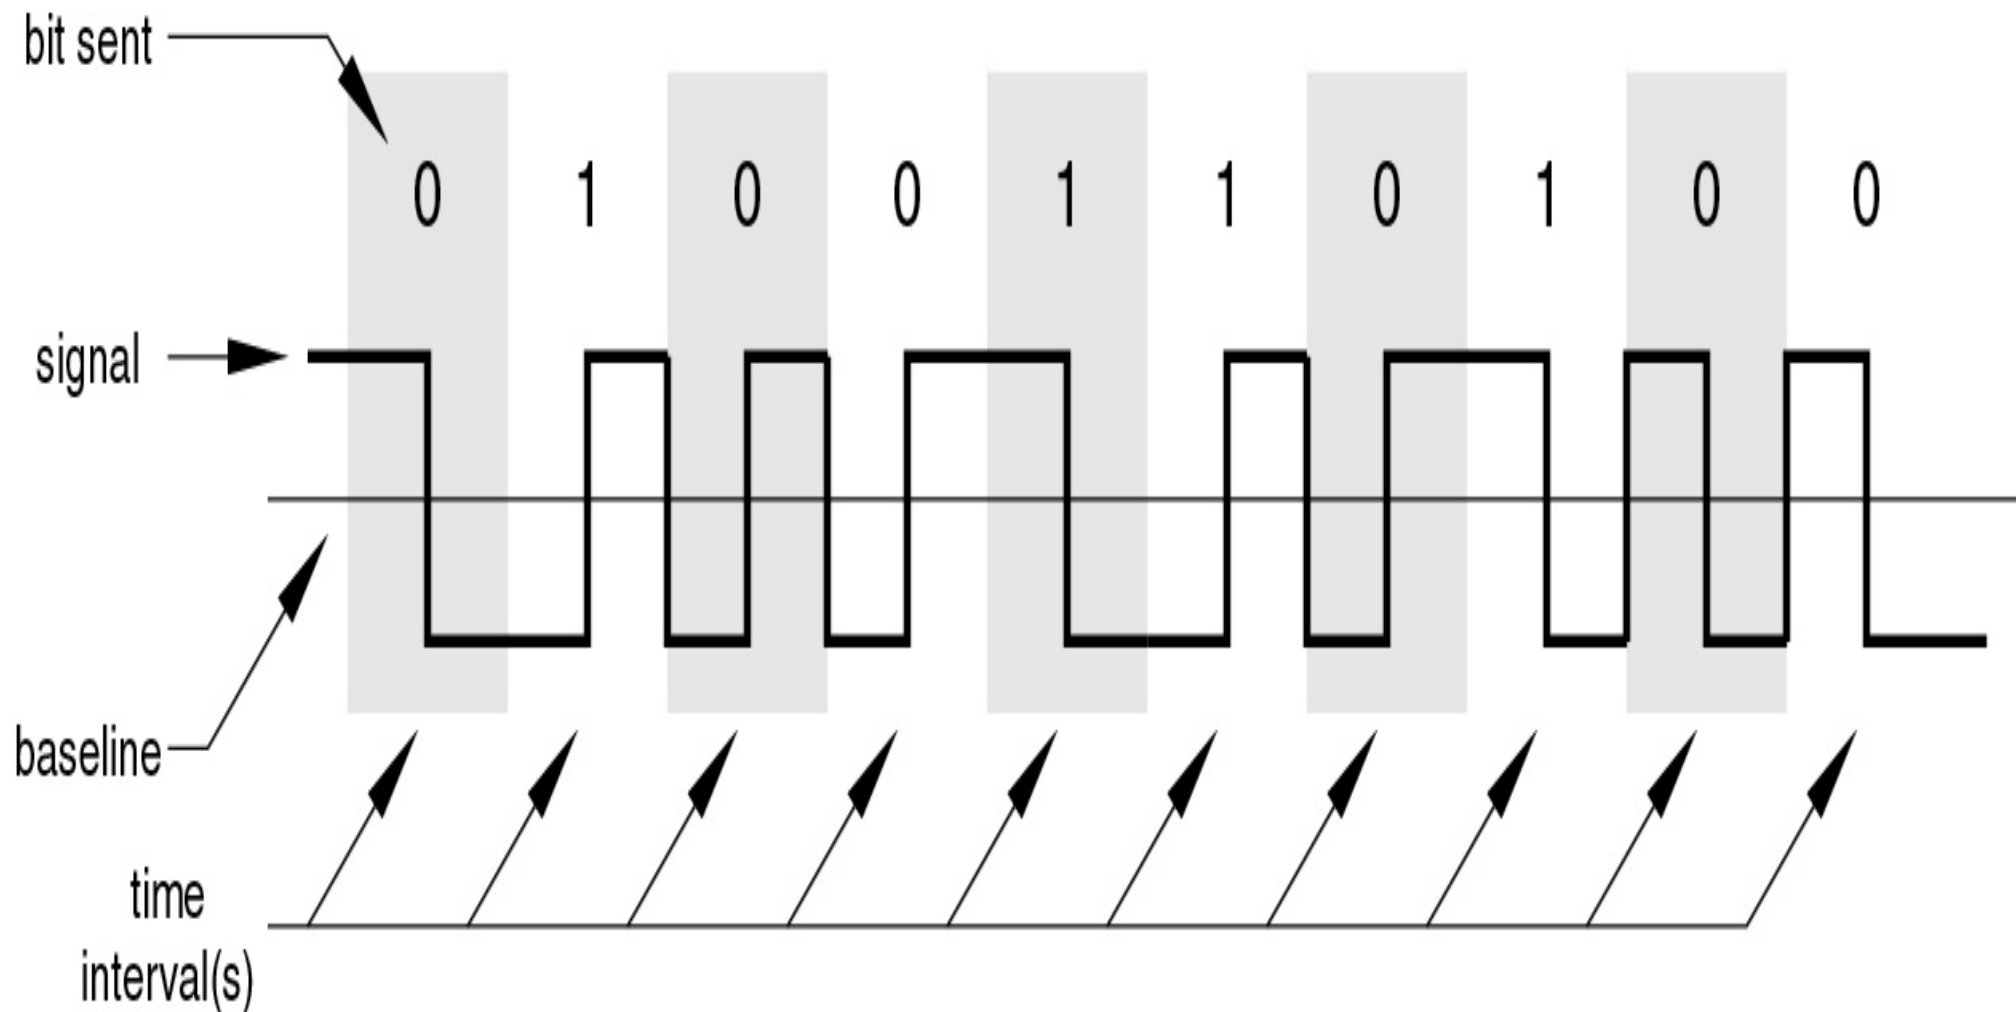 bit sent
0 1 0 0 1 1 0 1 0 0
signal
baseline
time
interval(s)